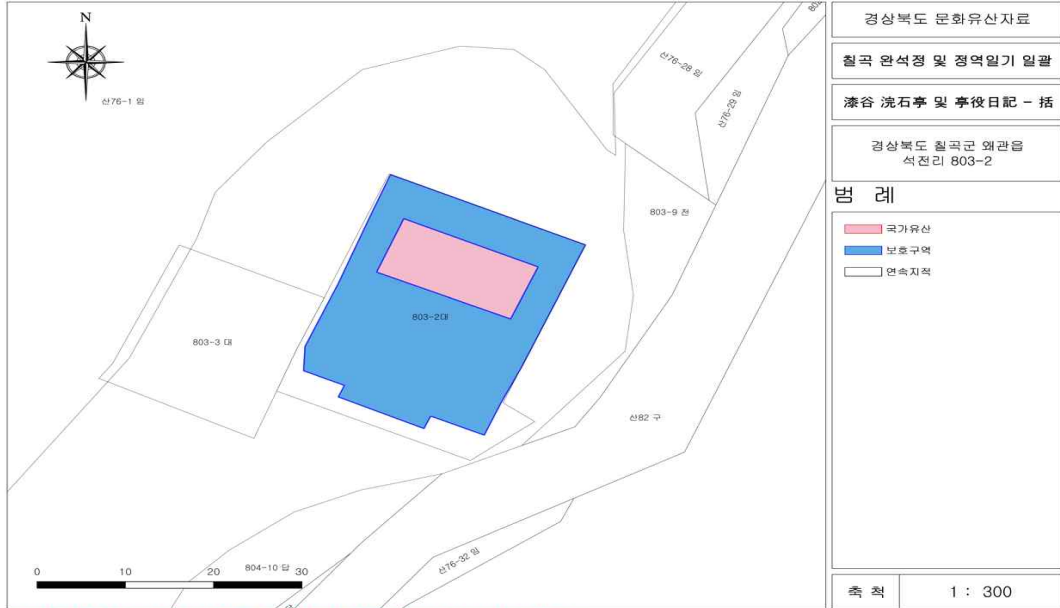 N
산76-1 임
산76-28 임
산76-29 임
803-9 전
803-2대
803-3 대
산82 구
산76-32 임
804-10 답
0 10 20 30
경상북도 문화유산자료
칠곡 완석정 및 정역일기 일괄
漆谷 浣石亭 및 亭役日記 - 括
경상북도 칠곡군 왜관읍
석전리 803-2
범 례
국가유산
보호구역
연속지적
축 척
1 : 300